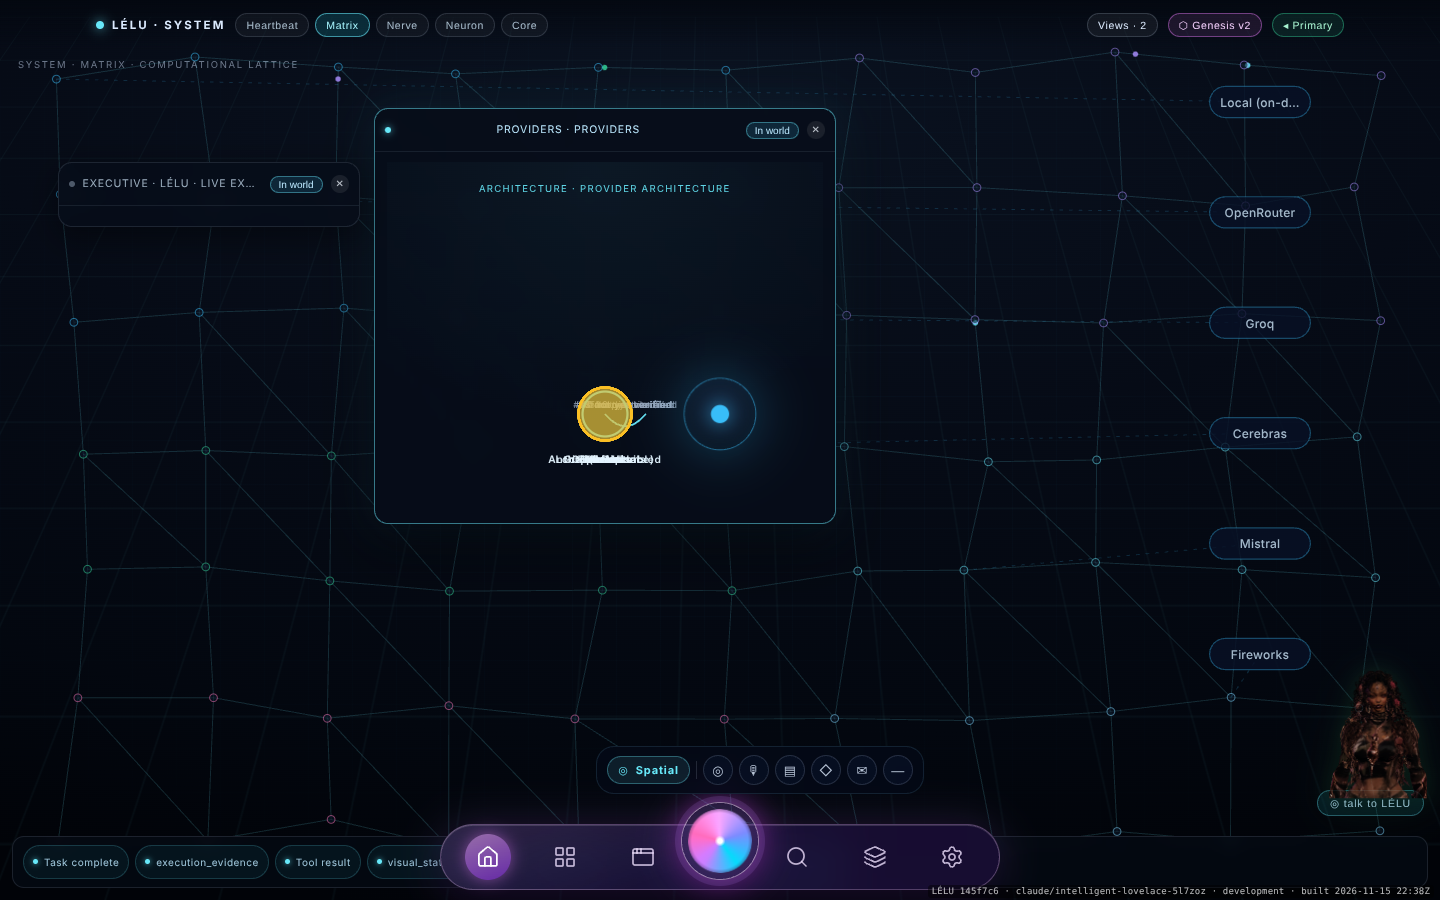 LÉLU · SYSTEM
Heartbeat
Matrix
Nerve
Neuron
Core
Views · 2
Genesis v2
Primary
SYSTEM · MATRIX · COMPUTATIONAL LATTICE
PROVIDERS · PROVIDERS
In world
EXECUTIVE · LÉLU · LIVE EX...
In world
ARCHITECTURE · PROVIDER ARCHITECTURE
Local (on-d...
OpenRouter
Groq
Cerebras
Mistral
Fireworks
Spatial
talk to LÉLU
Task complete
execution_evidence
Tool result
LÉLU 145f7c6 · claude/intelligent-lovelace-5l7zoz · development · built 2026-11-15 22:38Z